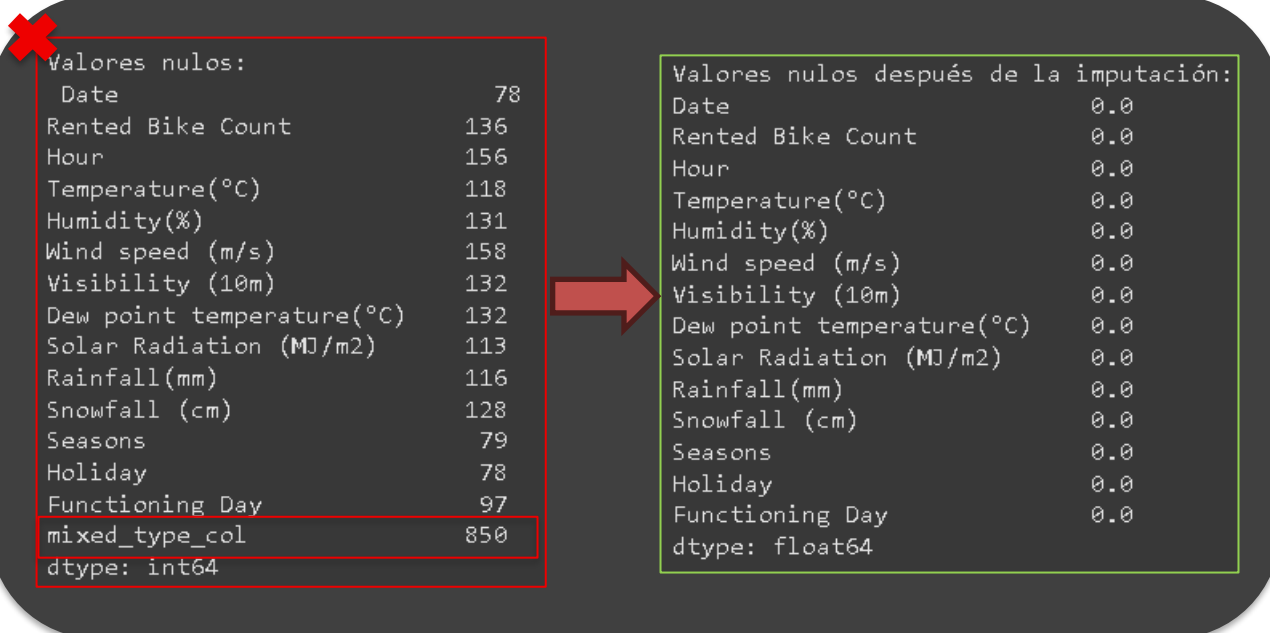 Valores nulos:
Date 78
Rented Bike Count 136
Hour 156
Temperature(°C) 118
Humidity(%) 131
Wind speed (m/s) 158
Visibility (10m) 132
Dew point temperature(°C) 132
Solar Radiation (MJ/m2) 113
Rainfall(mm) 116
Snowfall (cm) 128
Seasons 79
Holiday 78
Functioning Day 97
mixed_type_col 850
dtype: int64
Valores nulos después de la imputación:
Date 0.0
Rented Bike Count 0.0
Hour 0.0
Temperature(°C) 0.0
Humidity(%) 0.0
Wind speed (m/s) 0.0
Visibility (10m) 0.0
Dew point temperature(°C) 0.0
Solar Radiation (MJ/m2) 0.0
Rainfall(mm) 0.0
Snowfall (cm) 0.0
Seasons 0.0
Holiday 0.0
Functioning Day 0.0
dtype: float64